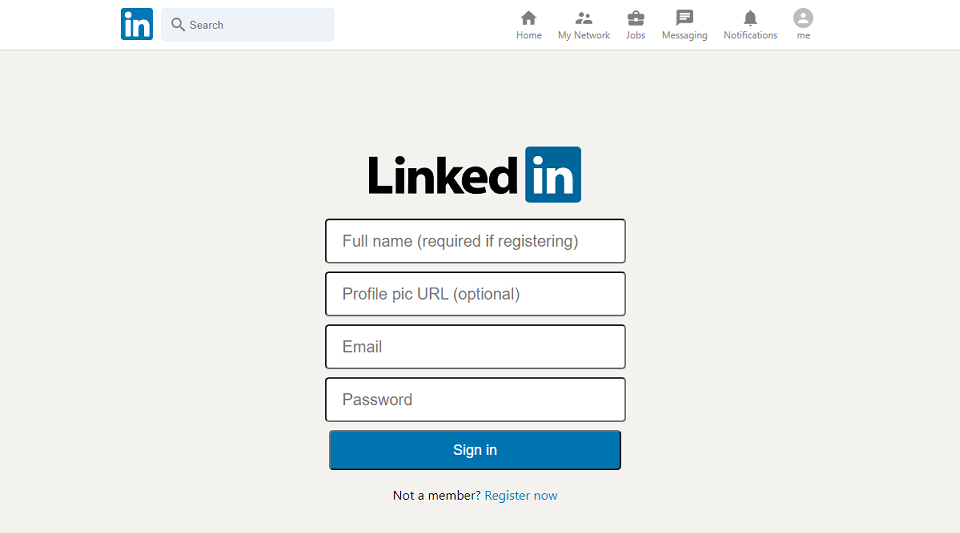 in Search
Home My Network Jobs Messaging Notifications me
Linked in
Full name (required if registering)
Profile pic URL (optional)
Email
Password
Sign in
Not a member? Register now